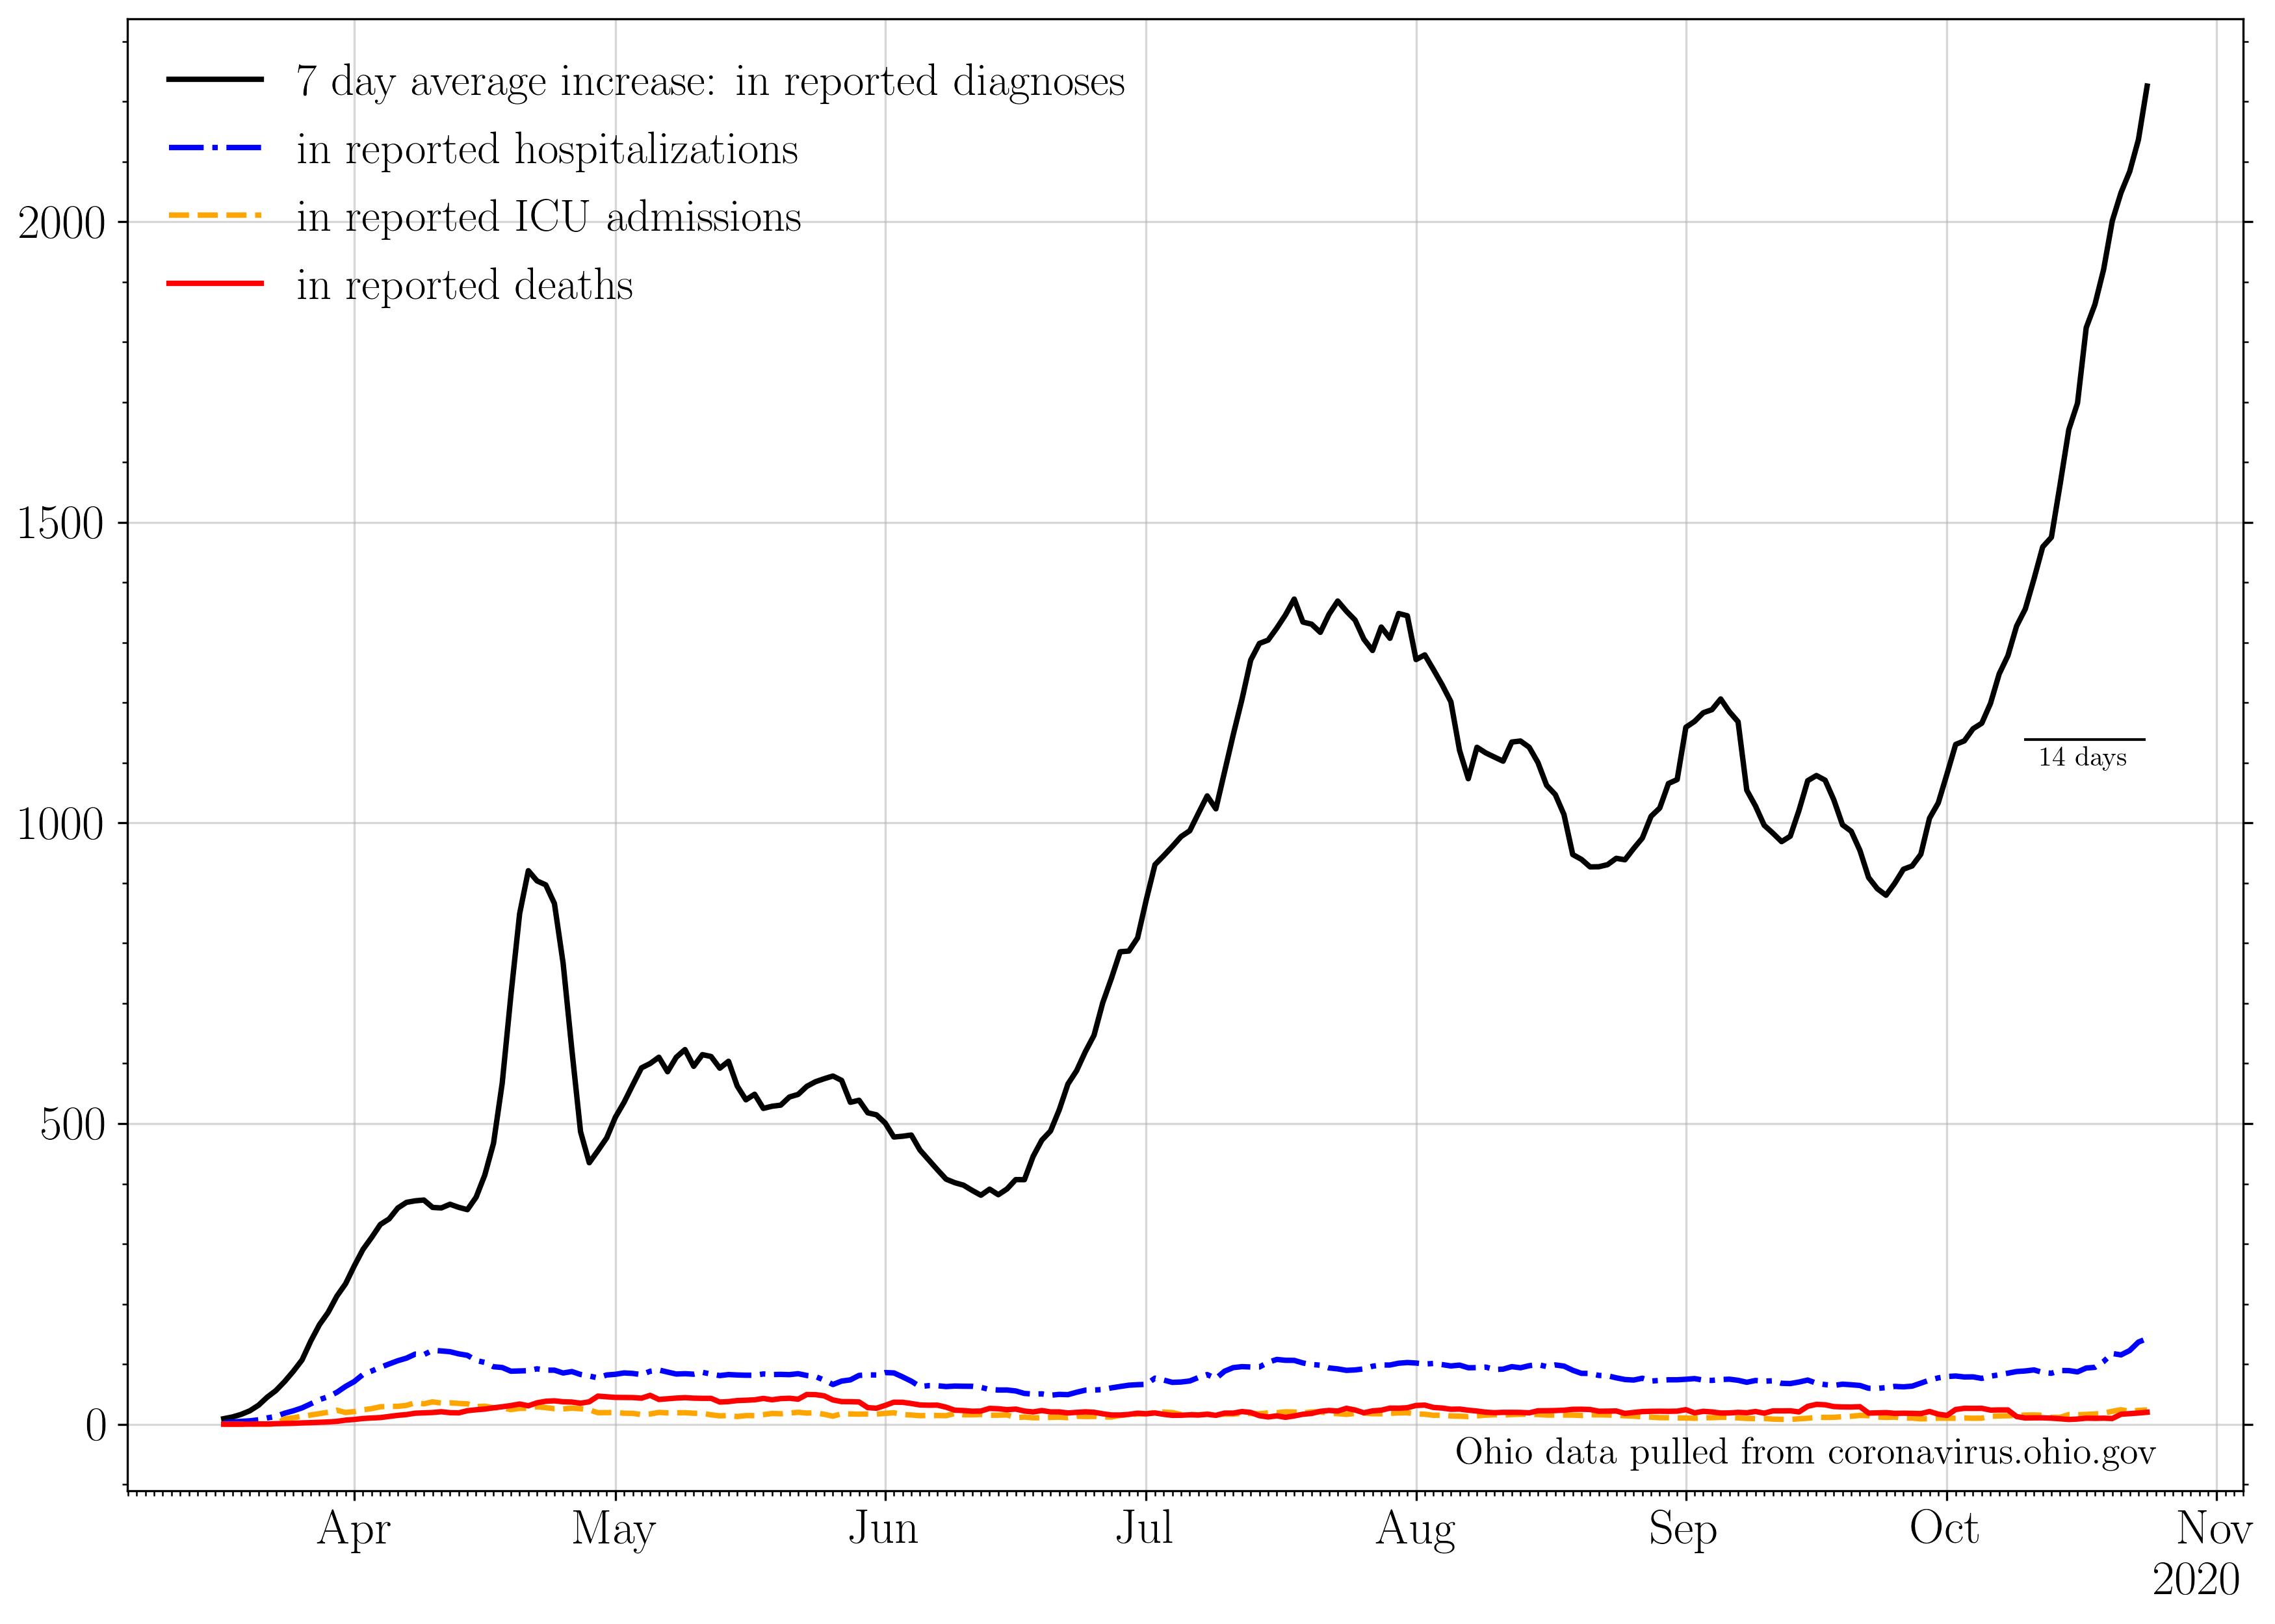 7 day average increase: in reported diagnoses
in reported hospitalizations
in reported ICU admissions
in reported deaths
2000
1500
1000
500
0
14 days
Ohio data pulled from coronavirus.ohio.gov
Apr May Jun Jul Aug Sep Oct Nov
2020